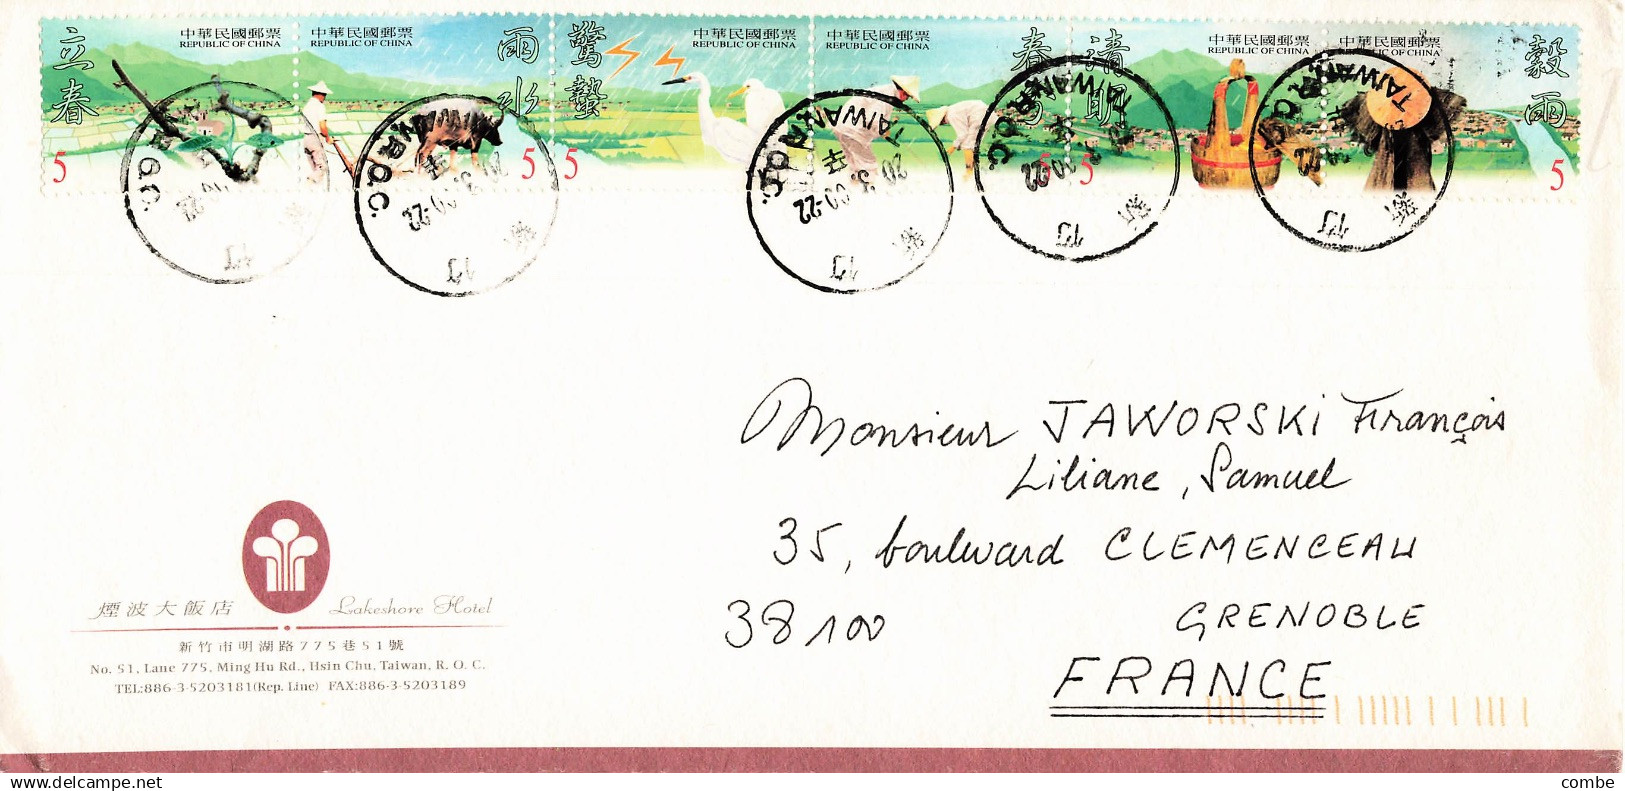 立春 中華民國郵票 REPUBLIC OF CHINA 5
雨水 中華民國郵票 REPUBLIC OF CHINA 5
驚蟄 中華民國郵票 REPUBLIC OF CHINA 5
春 中華民國郵票 REPUBLIC OF CHINA 5
清明 中華民國郵票 REPUBLIC OF CHINA 5
穀雨 中華民國郵票 REPUBLIC OF CHINA 5
TAIWAN R.O.C.
20.3.00-22
Monsieur JAWORSKI François
Liliane, Samuel
35, boulevard CLEMENCEAU
38100 GRENOBLE
FRANCE
煙波大飯店 Lakeshore Hotel
新竹市明湖路775巷51號
No. 51, Lane 775, Ming Hu Rd., Hsin Chu, Taiwan, R. O. C.
TEL:886-3-5203181(Rep. Line) FAX:886-3-5203189
combe